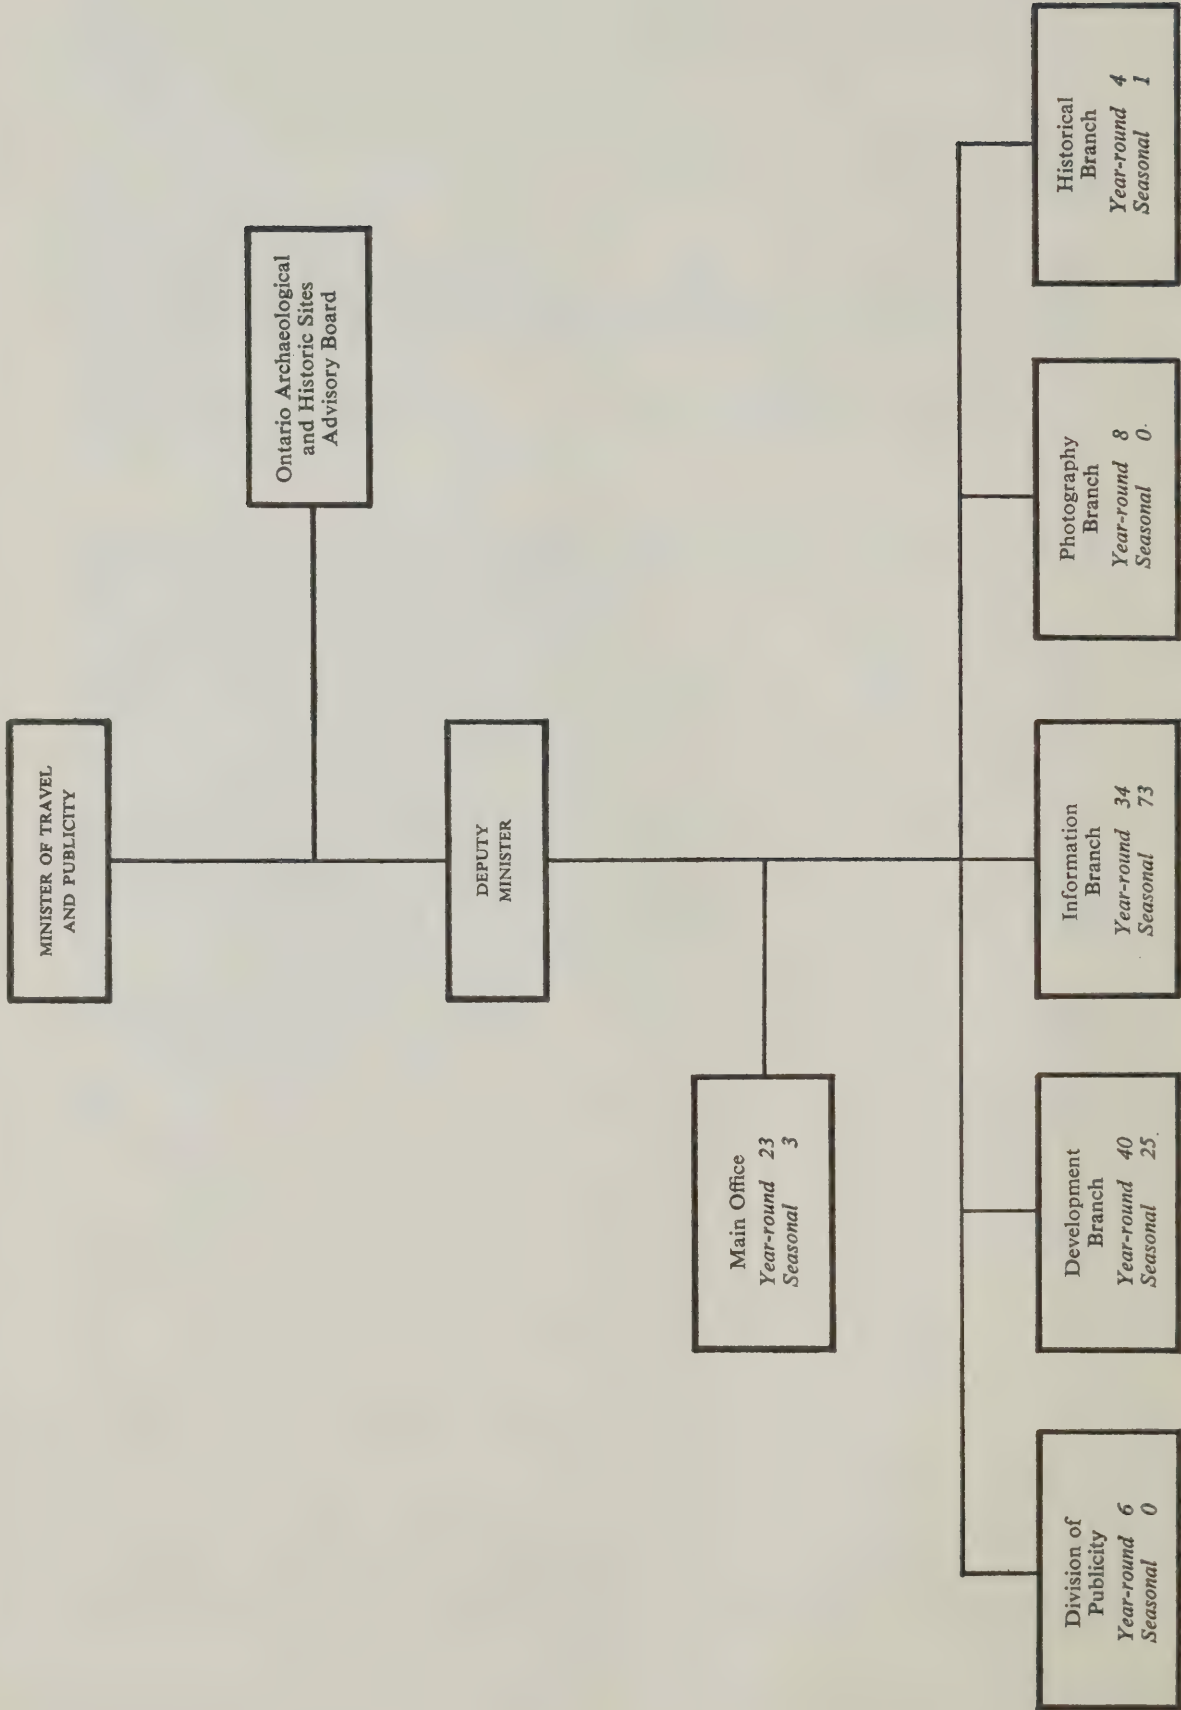 MINISTER OF TRAVEL
AND PUBLICITY
Ontario Archaeological
and Historic Sites
Advisory Board
DEPUTY
MINISTER
Main Office
Year-round 23
Seasonal 3
Division of
Publicity
Year-round 6
Seasonal 0
Development
Branch
Year-round 40
Seasonal 25
Information
Branch
Year-round 34
Seasonal 73
Photography
Branch
Year-round 8
Seasonal 0
Historical
Branch
Year-round 4
Seasonal 1